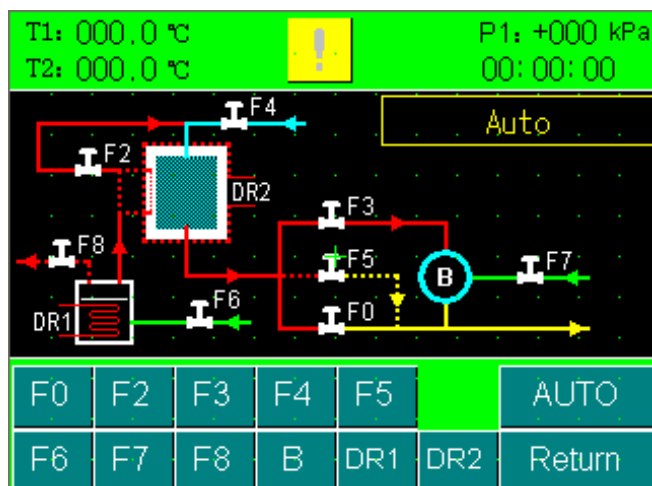 T1: 000.0 ℃
P1: +000 kPa
T2: 000.0 ℃
00:00:00
!
Auto
F4
F2
DR2
F3
F8
F5
F7
B
F6
DR1
F0
F0 F2 F3 F4 F5 AUTO
F6 F7 F8 B DR1 DR2 Return